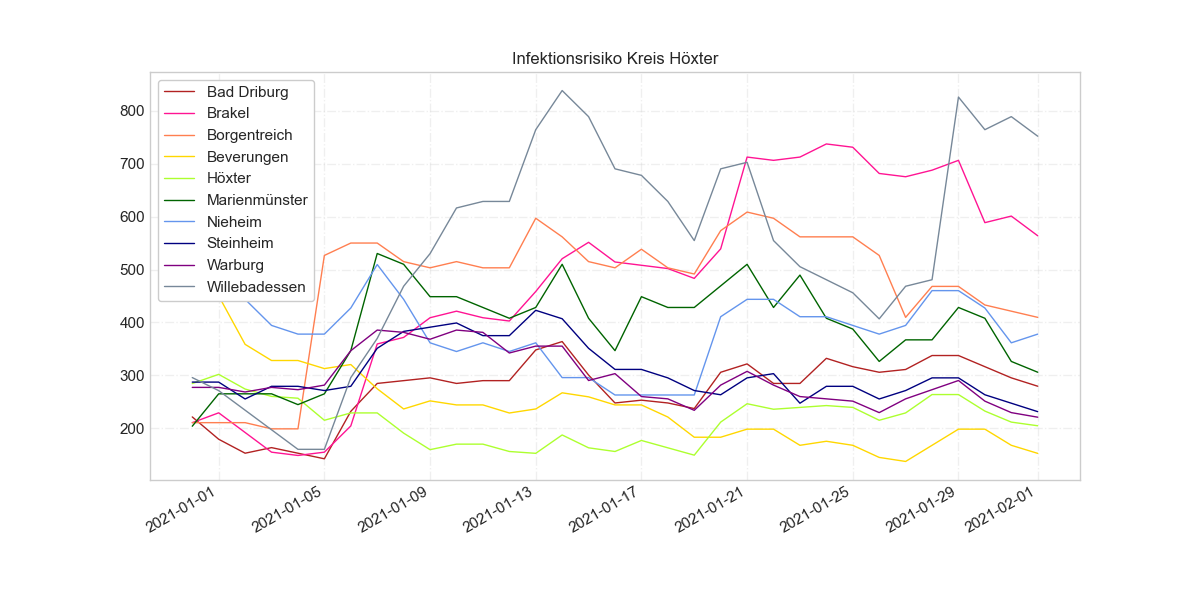 Infektionsrisiko Kreis Höxter
Bad Driburg
Brakel
Borgentreich
Beverungen
Höxter
Marienmünster
Nieheim
Steinheim
Warburg
Willebadessen
800
700
600
500
400
300
200
2021-01-01
2021-01-05
2021-01-09
2021-01-13
2021-01-17
2021-01-21
2021-01-25
2021-01-29
2021-02-01